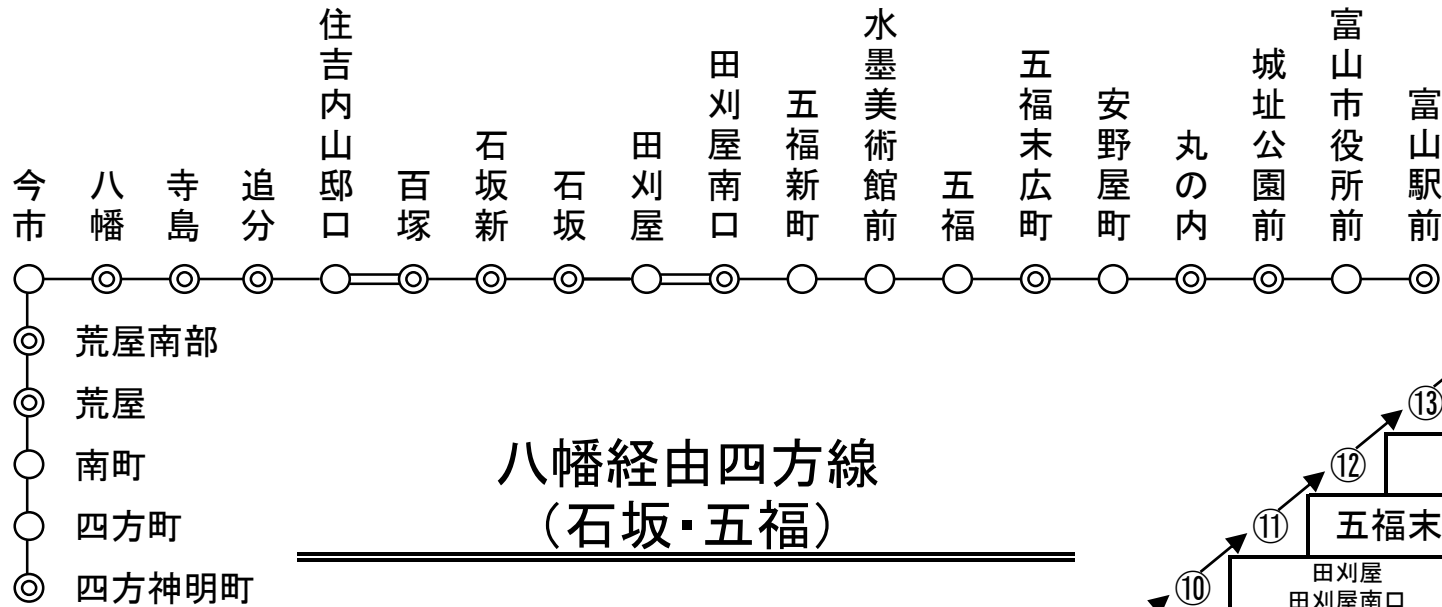 今市
八幡
寺島
追分
住吉内山邸口
百塚
石坂新
石坂
田刈屋
田刈屋南口
五福新町
水墨美術館前
五福
五福末広町
安野屋町
丸の内
城址公園前
富山市役所前
富山駅前
荒屋南部
荒屋
南町
四方町
四方神明町
八幡経由四方線
（石坂・五福）
⑬
⑫
⑪
五福末
⑩
田刈屋
田刈屋南口